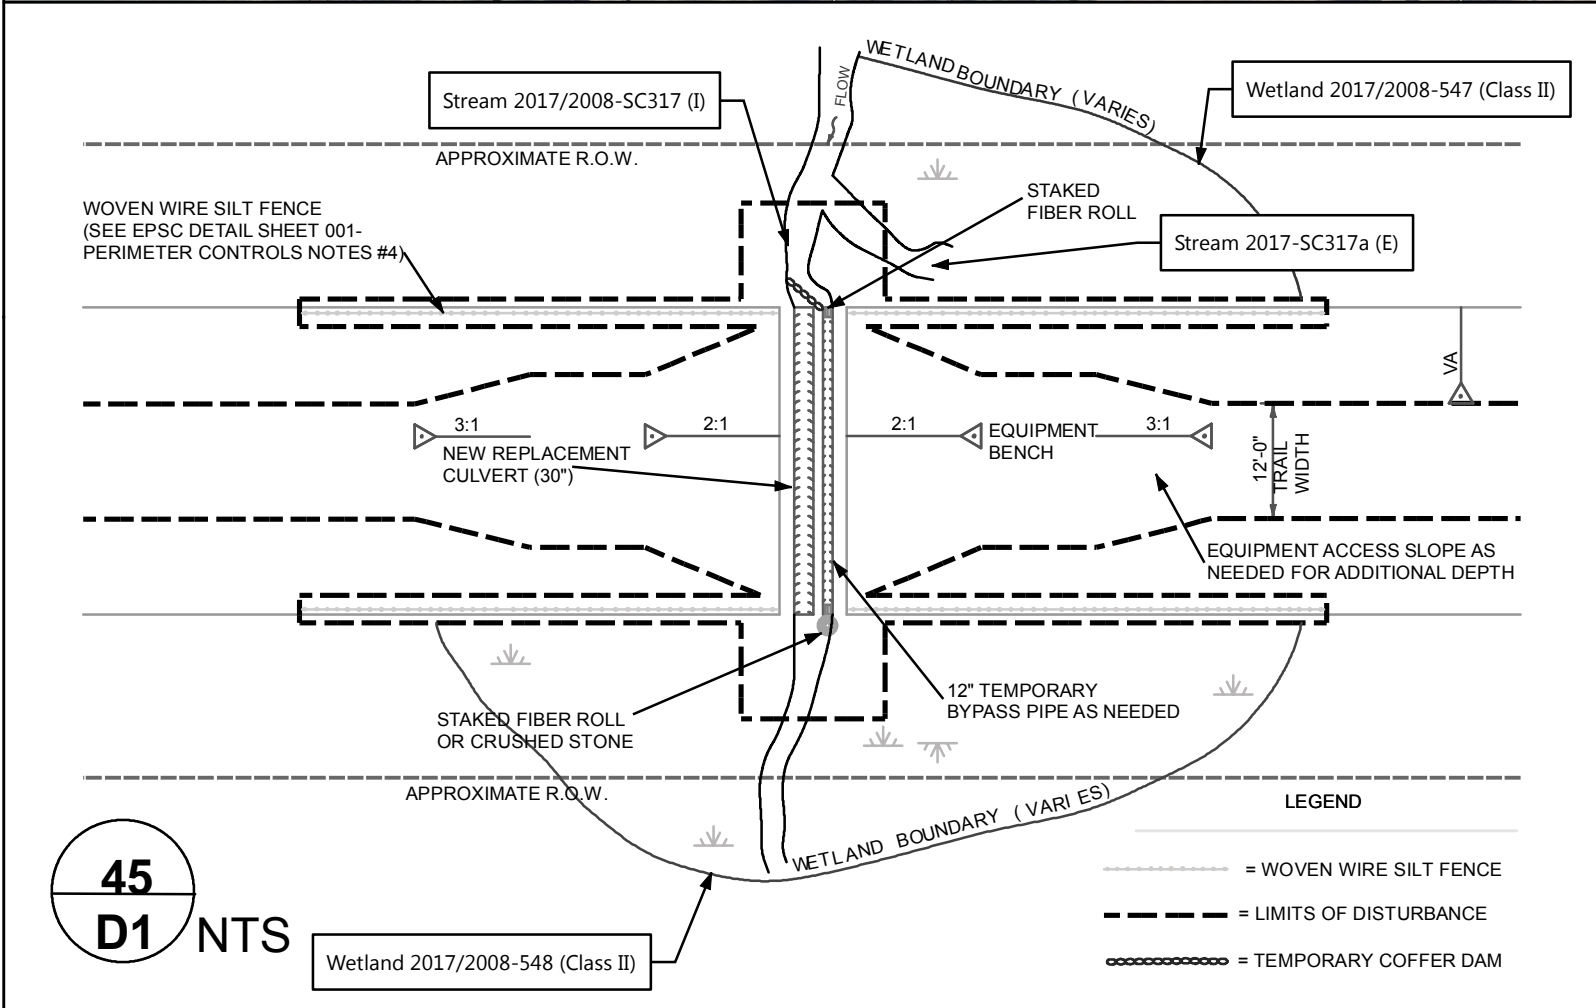 WETLAND BOUNDARY (VARIES)
FLOW
Stream 2017/2008-SC317 (I)
Wetland 2017/2008-547 (Class II)
APPROXIMATE R.O.W.
STAKED
FIBER ROLL
WOVEN WIRE SILT FENCE
(SEE EPSC DETAIL SHEET 001-
PERIMETER CONTROLS NOTES #4)
Stream 2017-SC317a (E)
VA
3:1
2:1
2:1
EQUIPMENT
BENCH
3:1
NEW REPLACEMENT
CULVERT (30")
12'-0"
TRAIL
WIDTH
EQUIPMENT ACCESS SLOPE AS
NEEDED FOR ADDITIONAL DEPTH
12" TEMPORARY
BYPASS PIPE AS NEEDED
STAKED FIBER ROLL
OR CRUSHED STONE
APPROXIMATE R.O.W.
WETLAND BOUNDARY (VARIES)
LEGEND
= WOVEN WIRE SILT FENCE
= LIMITS OF DISTURBANCE
= TEMPORARY COFFER DAM
45
D1
NTS
Wetland 2017/2008-548 (Class II)